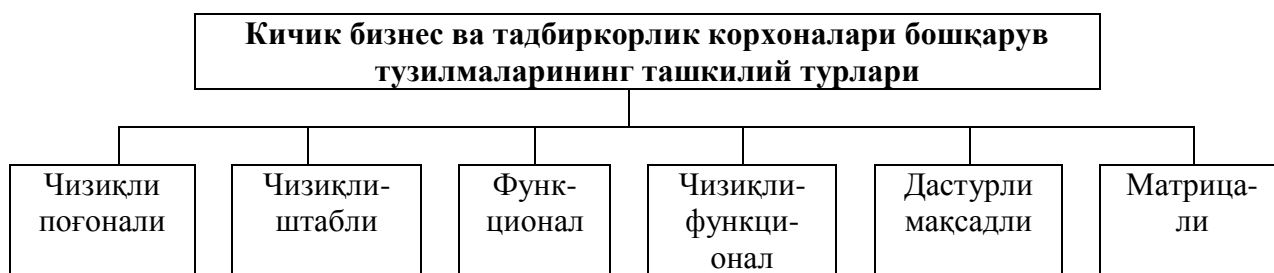 Кичик бизнес ва тадбиркорлик корхоналари бошқарув
тузилмаларининг ташкилий турлари
Чизиқли
поғонали
Чизиқли-
штабли
Функ-
ционал
Чизиқли-
функци-
онал
Дастурли
мақсадли
Матрица-
ли